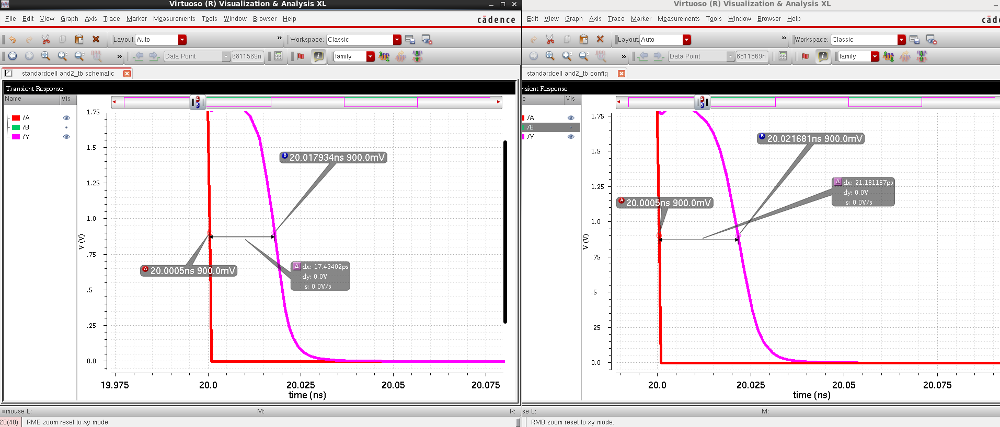 Virtuoso (R) Visualization & Analysis XL
File Edit View Graph Axis Trace Marker Measurements Tools Window Browser Help
cādence
Layout: Auto
» Workspace: Classic
» Data Point 6811569n family
standardcell and2_tb schematic
Transient Response
Name Vis
/A
/B
/Y
A
B
1.75
1.5
1.25
1.0
.75
.5
.25
0.0
V (V)
B 20.017934ns 900.0mV
A 20.0005ns 900.0mV
Δ dx: 17.43402ps
dy: 0.0V
s: 0.0V/s
19.975 20.0 20.025 20.05 20.075
time (ns)
mouse L: M: R:
20(40) RMB zoom reset to xy mode.
Virtuoso (R) Visualization & Analysis XL
Edit View Graph Axis Trace Marker Measurements Tools Window Browser Help
cād
Layout: Auto
» Workspace: Classic
» Data Point 6811569n family
standardcell and2_tb config
nsient Response
e Vis
/A
/B
/Y
A
B
1.75
1.5
1.25
1.0
.75
.5
.25
0.0
V (V)
B 20.021681ns 900.0mV
Δ dx: 21.181157ps
dy: 0.0V
s: 0.0V/s
A 20.0005ns 900.0mV
20.0 20.025 20.05 20.075
time (ns)
se L: M:
RMB zoom reset to xy mode.